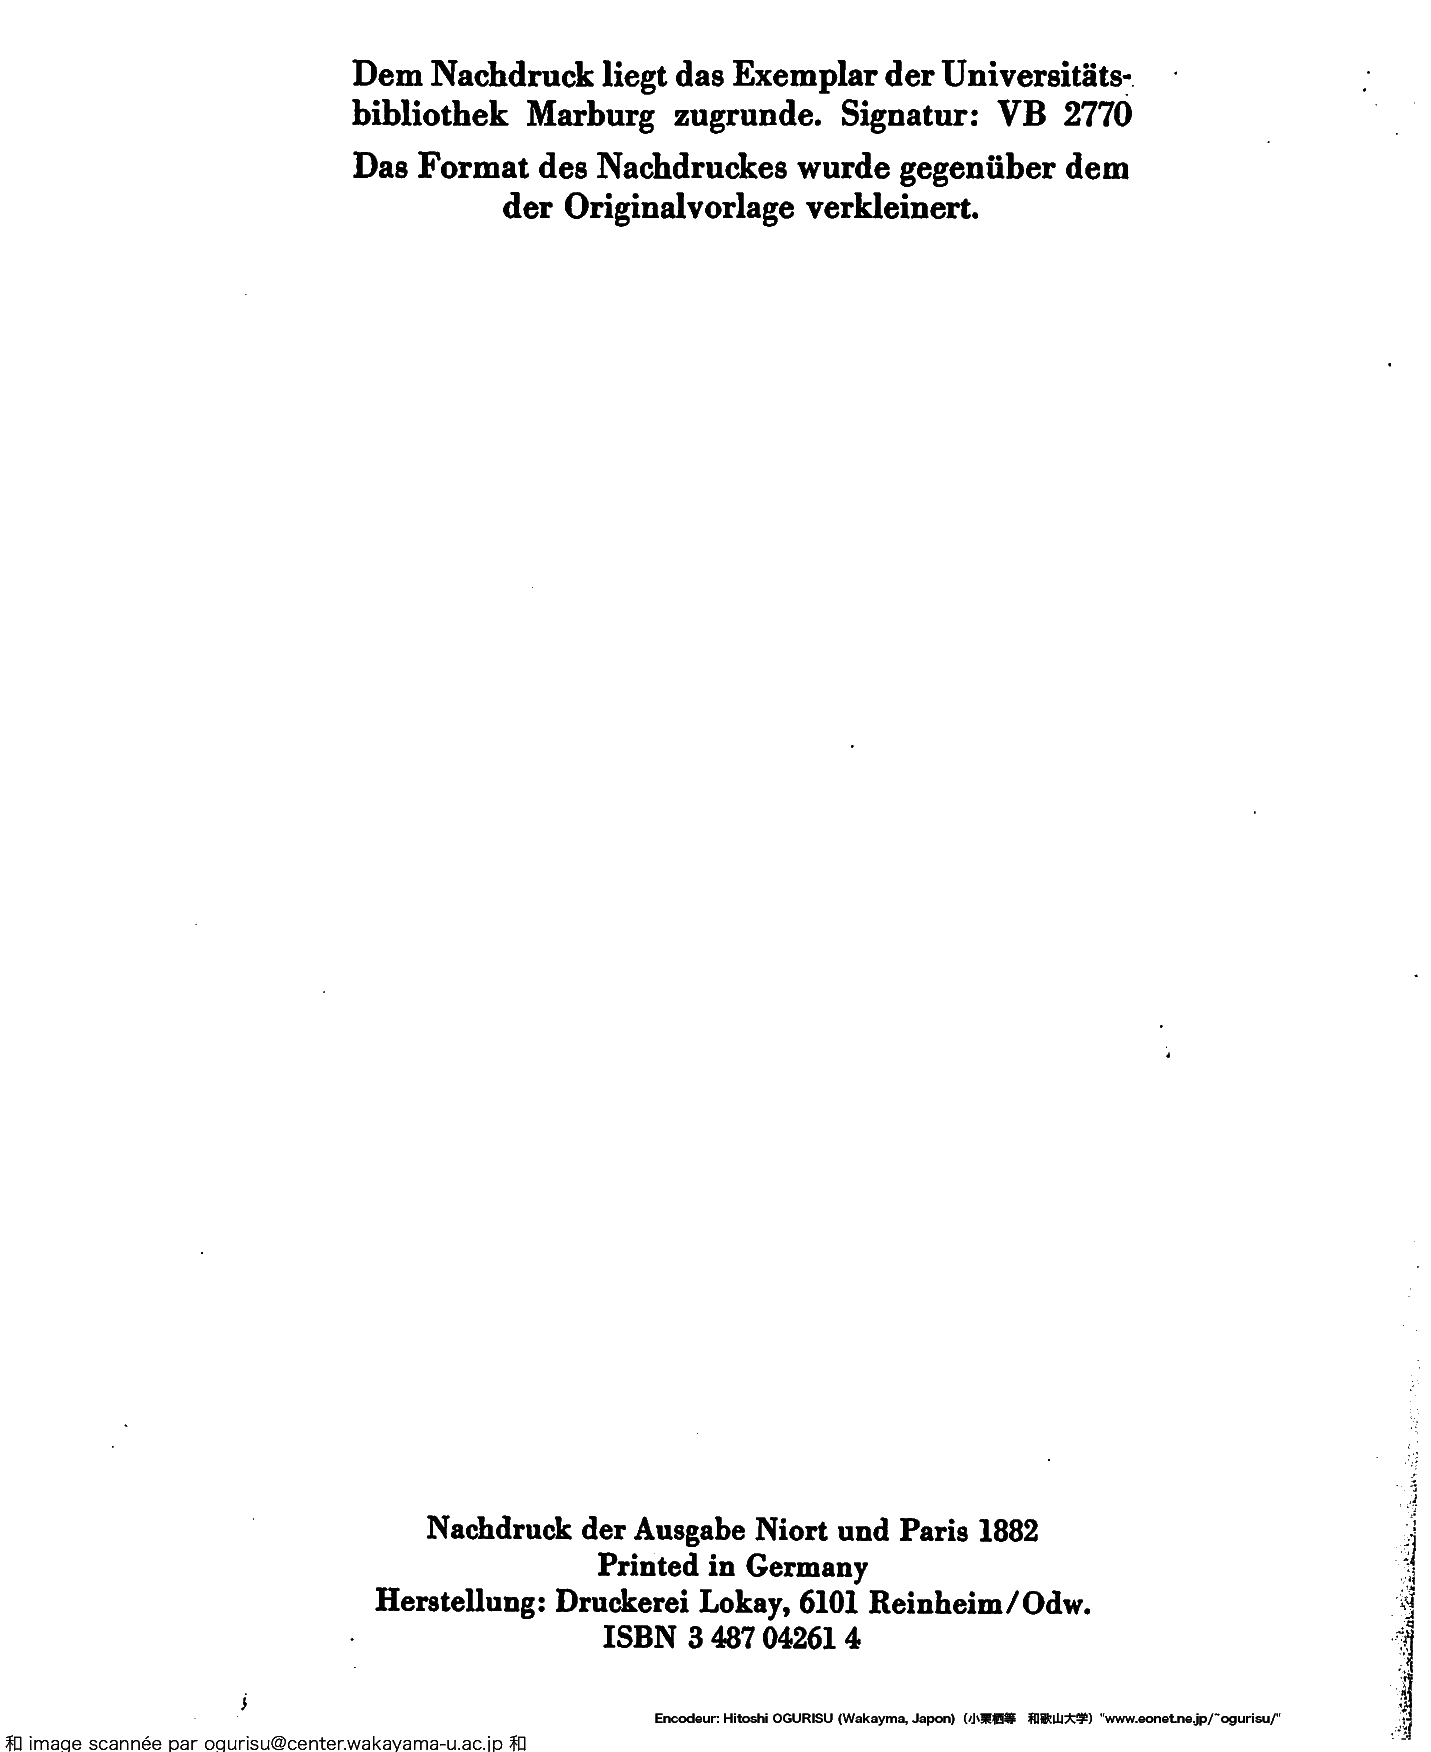 Dem Nachdruck liegt das Exemplar der Universitäts-
bibliothek Marburg zugrunde. Signatur: VB 2770
Das Format des Nachdruckes wurde gegenüber dem
der Originalvorlage verkleinert.
Nachdruck der Ausgabe Niort und Paris 1882
Printed in Germany
Herstellung: Druckerei Lokay, 6101 Reinheim/Odw.
ISBN 3 487 04261 4
Encodeur: Hitoshi OGURISU (Wakayma, Japon) (小栗栖等 和歌山大学) "www.eonet.ne.jp/~ogurisu/"
和 image scannée par ogurisu@center.wakayama-u.ac.jp 和